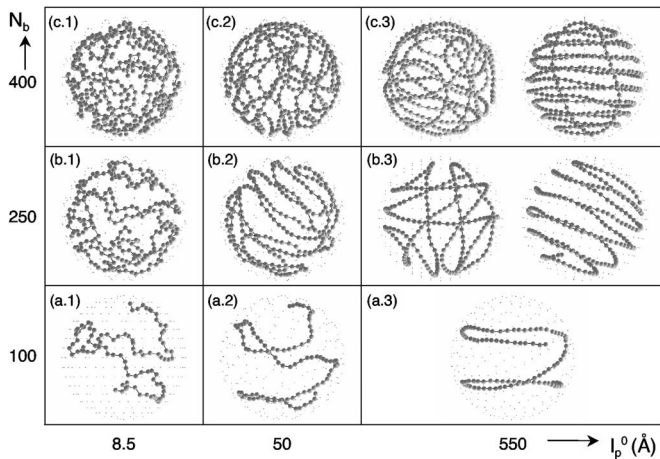 N_b
(c.1) (c.2) (c.3)
400
(b.1) (b.2) (b.3)
250
(a.1) (a.2) (a.3)
100
8.5 50 550 → l_p^0 (Å)